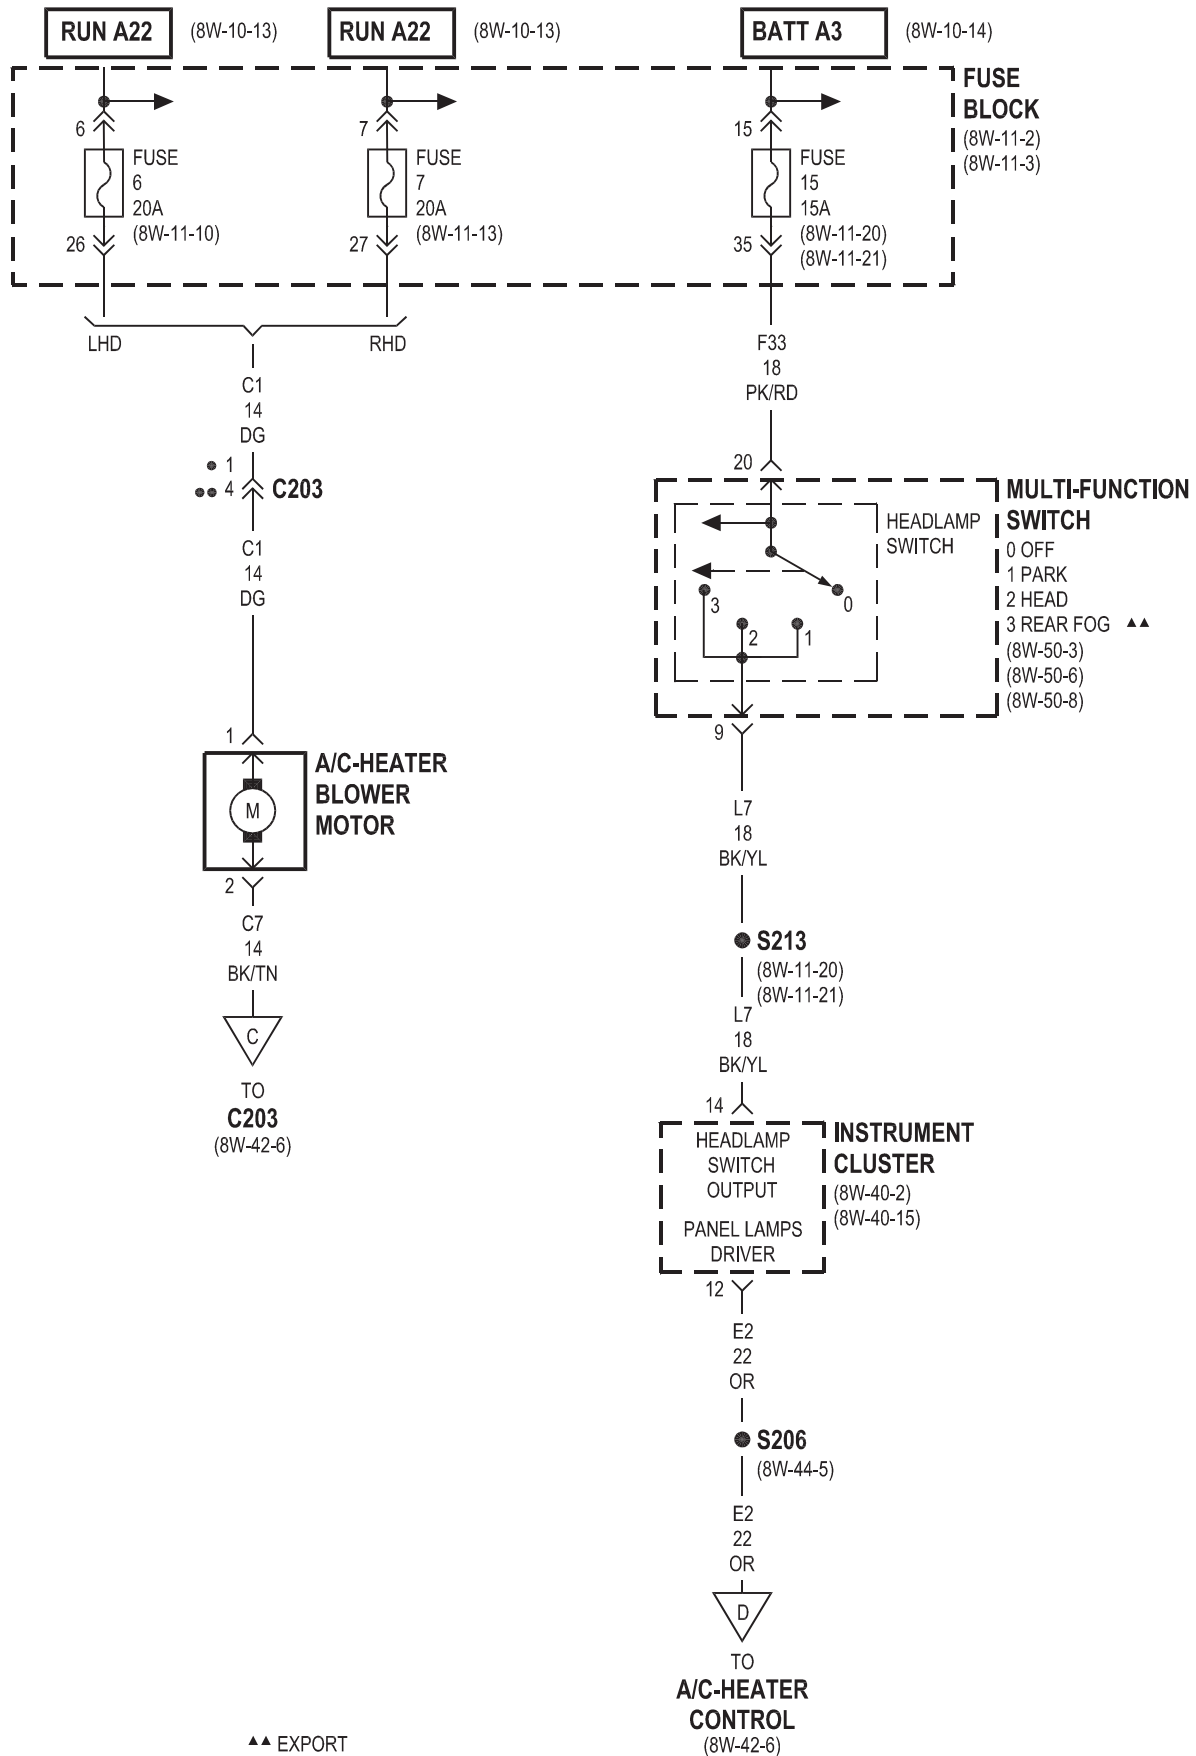 RUN A22 (8W-10-13)
RUN A22 (8W-10-13)
BATT A3 (8W-10-14)
FUSE
BLOCK
(8W-11-2)
(8W-11-3)
6
FUSE
6
20A
(8W-11-10)
26
7
FUSE
7
20A
(8W-11-13)
27
15
FUSE
15
15A
(8W-11-20)
(8W-11-21)
35
LHD
RHD
C1
14
DG
1
4
C203
C1
14
DG
1
A/C-HEATER
BLOWER
MOTOR
M
2
C7
14
BK/TN
C
TO
C203
(8W-42-6)
F33
18
PK/RD
20
MULTI-FUNCTION
SWITCH
0 OFF
1 PARK
2 HEAD
3 REAR FOG ▲▲
(8W-50-3)
(8W-50-6)
(8W-50-8)
HEADLAMP
SWITCH
3
2
1
0
9
L7
18
BK/YL
S213
(8W-11-20)
(8W-11-21)
L7
18
BK/YL
14
HEADLAMP
SWITCH
OUTPUT
PANEL LAMPS
DRIVER
INSTRUMENT
CLUSTER
(8W-40-2)
(8W-40-15)
12
E2
22
OR
S206
(8W-44-5)
E2
22
OR
D
TO
A/C-HEATER
CONTROL
(8W-42-6)
▲▲ EXPORT